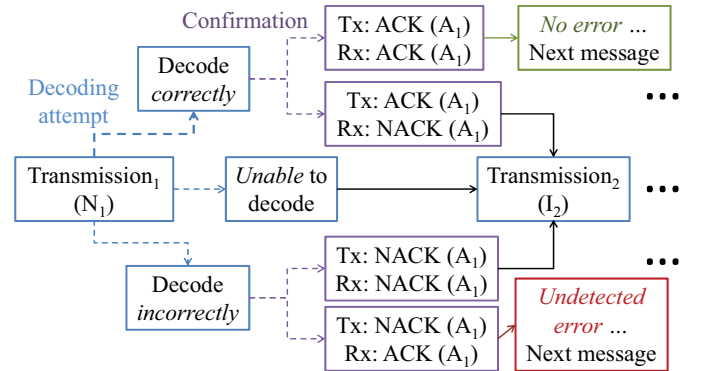 Confirmation
Tx: ACK (A₁)
Rx: ACK (A₁)
No error ...
Next message
Decode
correctly
Decoding
attempt
Tx: ACK (A₁)
Rx: NACK (A₁)
...
Transmission₁
(N₁)
Unable to
decode
Transmission₂
(I₂)
...
Tx: NACK (A₁)
Rx: NACK (A₁)
...
Decode
incorrectly
Tx: NACK (A₁)
Rx: ACK (A₁)
Undetected
error ...
Next message